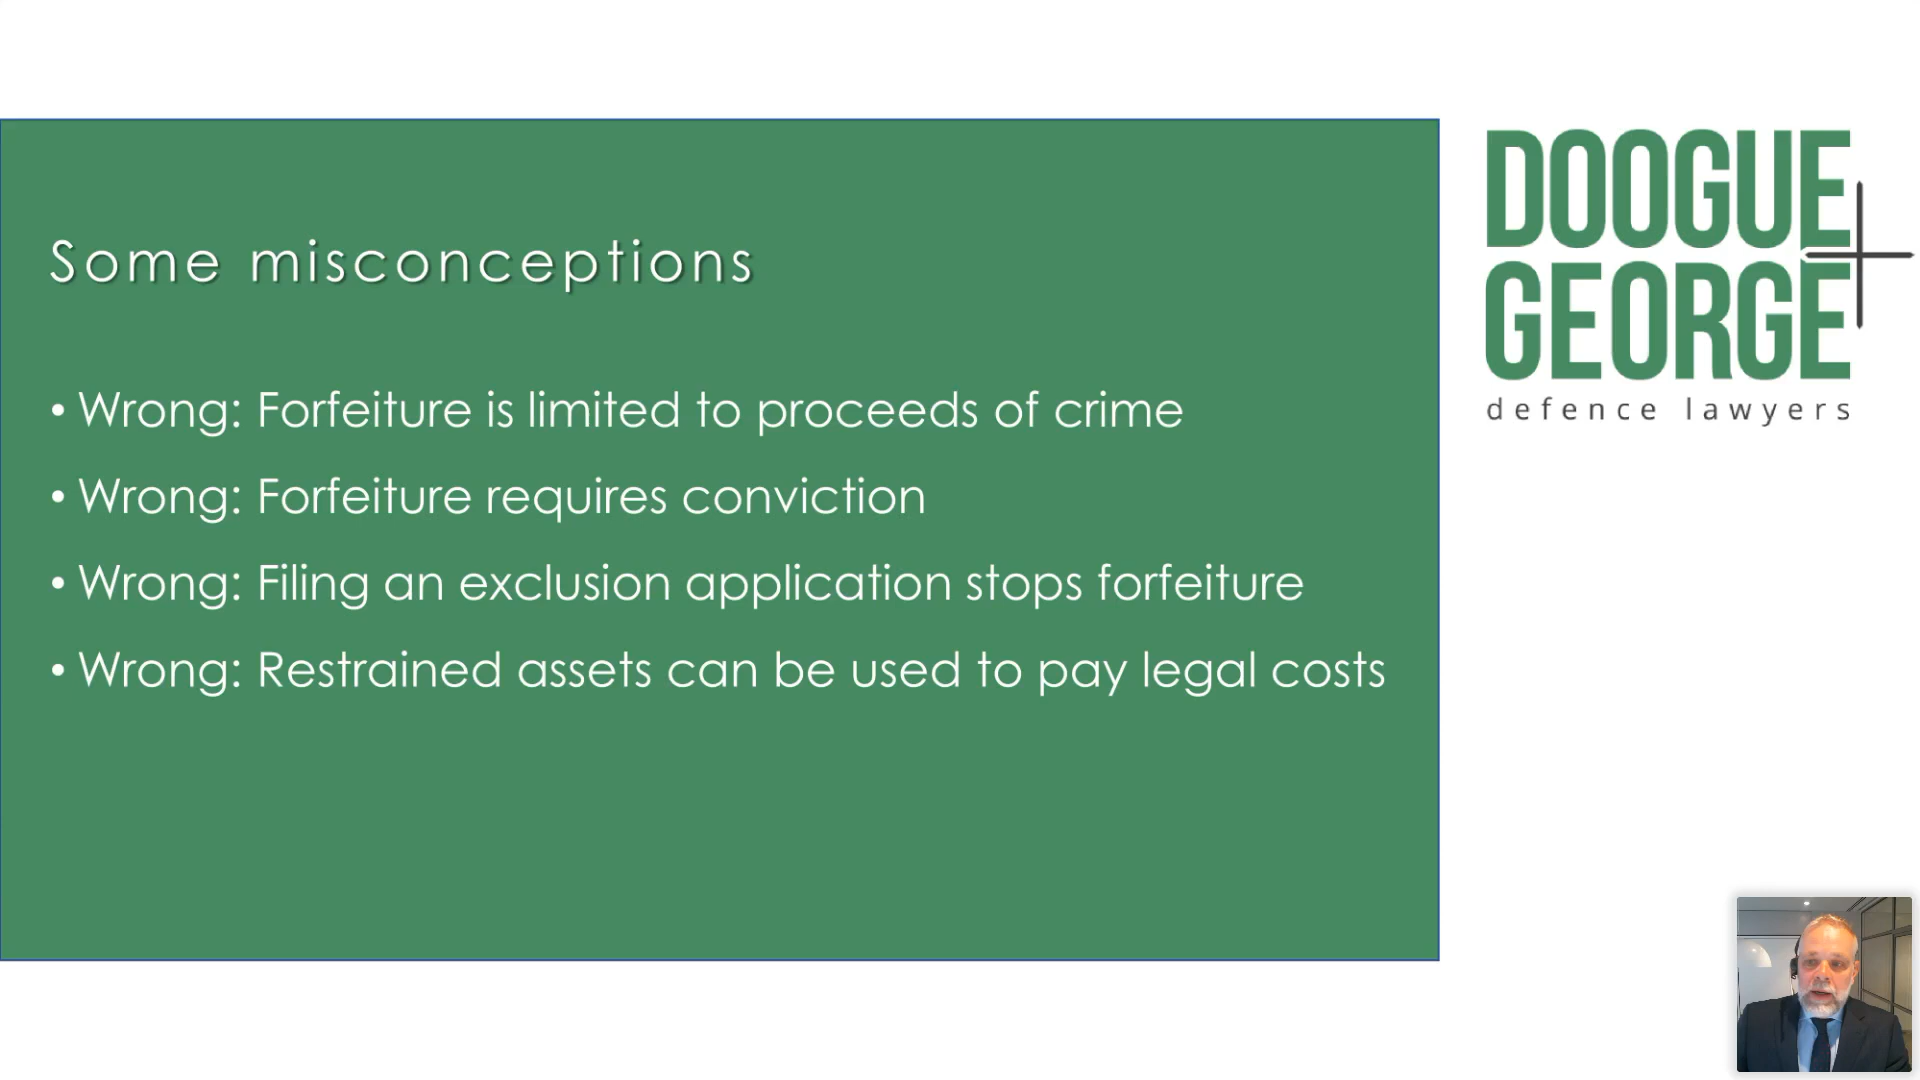 Some misconceptions
• Wrong: Forfeiture is limited to proceeds of crime
• Wrong: Forfeiture requires conviction
• Wrong: Filing an exclusion application stops forfeiture
• Wrong: Restrained assets can be used to pay legal costs
DOOGUE
GEORGE
defence lawyers